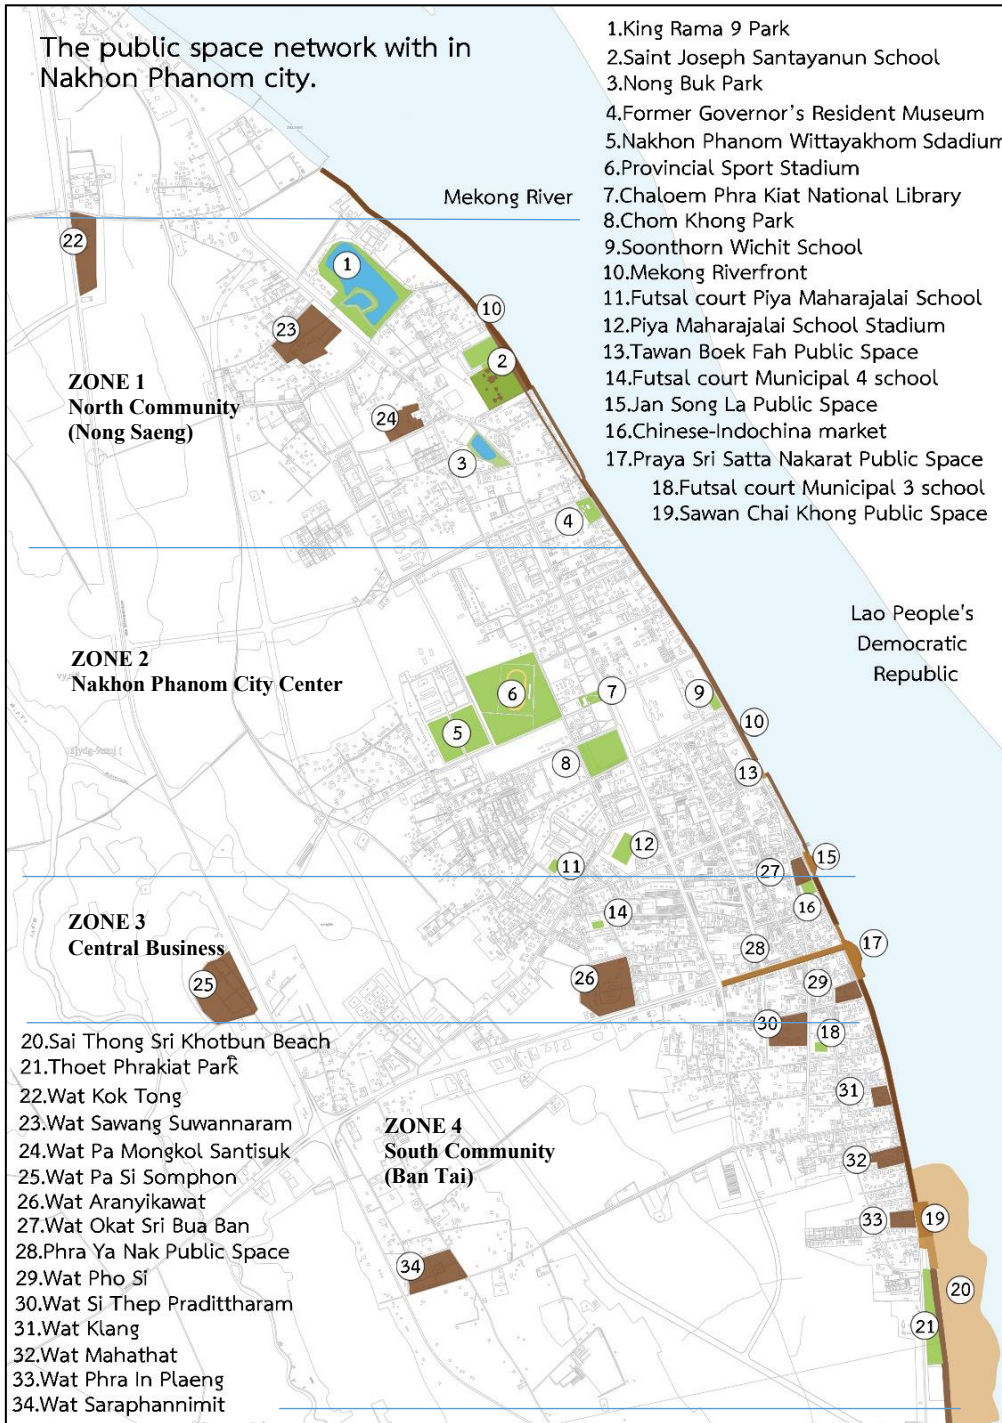 The public space network with in
Nakhon Phanom city.
1.King Rama 9 Park
2.Saint Joseph Santayanun School
3.Nong Buk Park
4.Former Governor's Resident Museum
5.Nakhon Phanom Wittayakhom Sdadium
6.Provincial Sport Stadium
7.Chaloem Phra Kiat National Library
8.Chom Khong Park
9.Soonthorn Wichit School
10.Mekong Riverfront
11.Futsal court Piya Maharajalai School
12.Piya Maharajalai School Stadium
13.Tawan Boek Fah Public Space
14.Futsal court Municipal 4 school
15.Jan Song La Public Space
16.Chinese-Indochina market
17.Praya Sri Satta Nakarat Public Space
18.Futsal court Municipal 3 school
19.Sawan Chai Khong Public Space
Mekong River
22
1
23
10
2
ZONE 1
North Community
(Nong Saeng)
24
3
4
Lao People's
Democratic
Republic
ZONE 2
Nakhon Phanom City Center
6
7
9
5
10
8
13
12
15
11
27
16
ZONE 3
Central Business
14
28
17
25
26
29
30
18
20.Sai Thong Sri Khotbun Beach
21.Thoet Phrakiat Park
22.Wat Kok Tong
23.Wat Sawang Suwannaram
24.Wat Pa Mongkol Santisuk
25.Wat Pa Si Somphon
26.Wat Aranyikawat
27.Wat Okat Sri Bua Ban
28.Phra Ya Nak Public Space
29.Wat Pho Si
30.Wat Si Thep Pradittharam
31.Wat Klang
32.Wat Mahathat
33.Wat Phra In Plaeng
34.Wat Saraphannimit
ZONE 4
South Community
(Ban Tai)
31
32
33
19
34
20
21